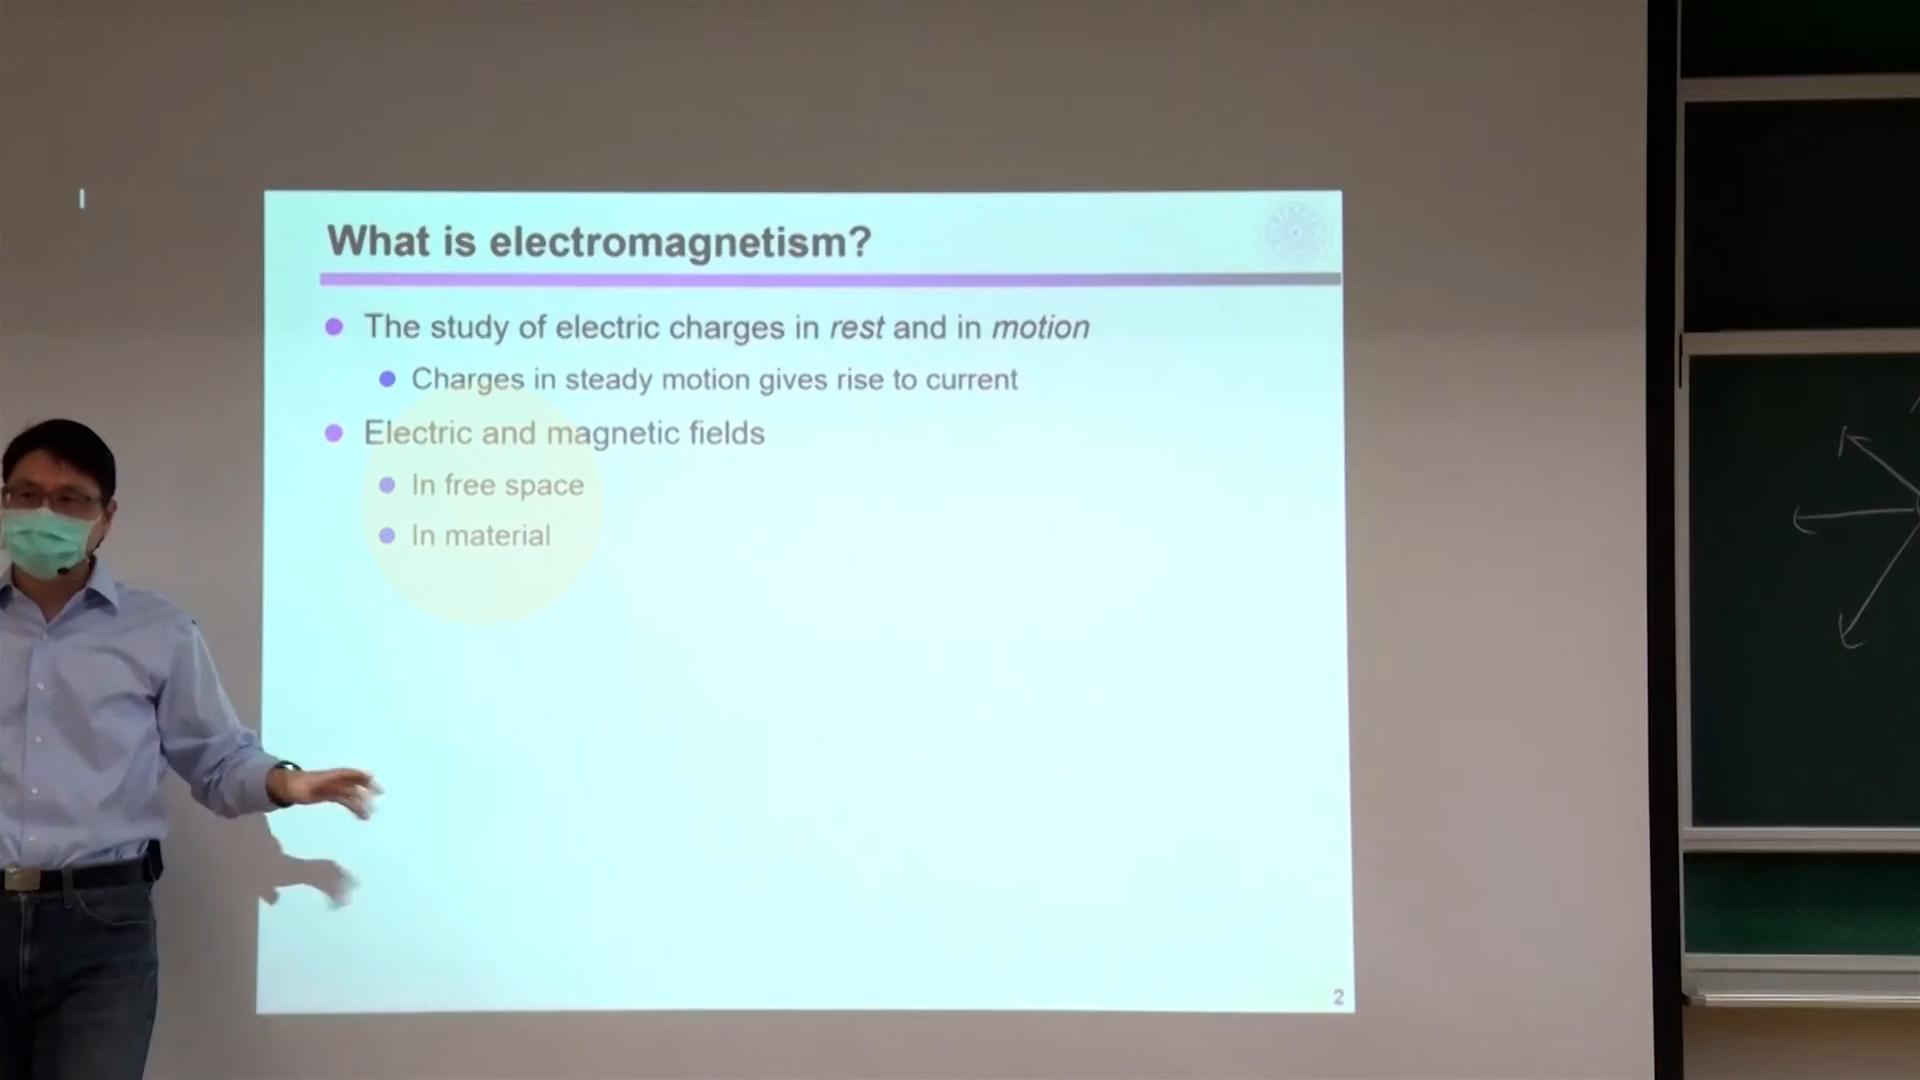 What is electromagnetism?
The study of electric charges in rest and in motion
Charges in steady motion gives rise to current
Electric and magnetic fields
In free space
In material
2